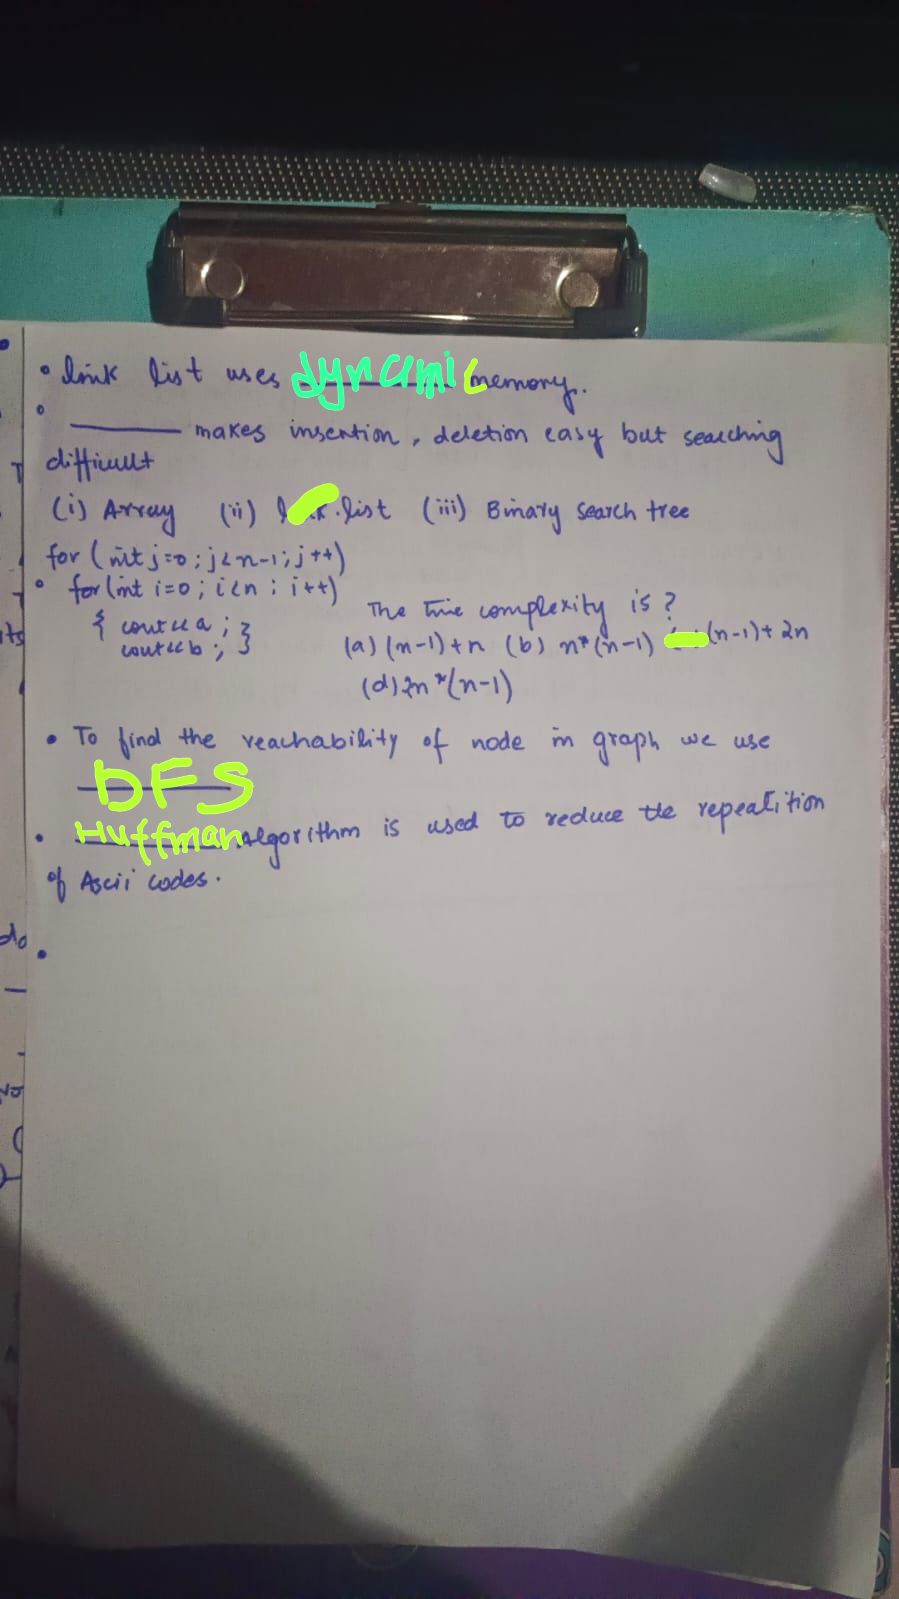 • link list uses dynamic memory.
• ______ makes insertion, deletion easy but searching
difficult
(i) Array (ii) link list (iii) Binary Search tree
for (int j=0; j<n-1; j++)
• for (int i=0; i<n; i++)
{ cout<<a; }
cout<<b;
The time complexity is?
(a) (n-1)+n (b) n*(n-1) (n-1)+2n
(d) 2n*(n-1)
• To find the reachability of node in graph we use
DFS
• Huffman Algorithm is used to reduce the repeatition
of Ascii codes.
•